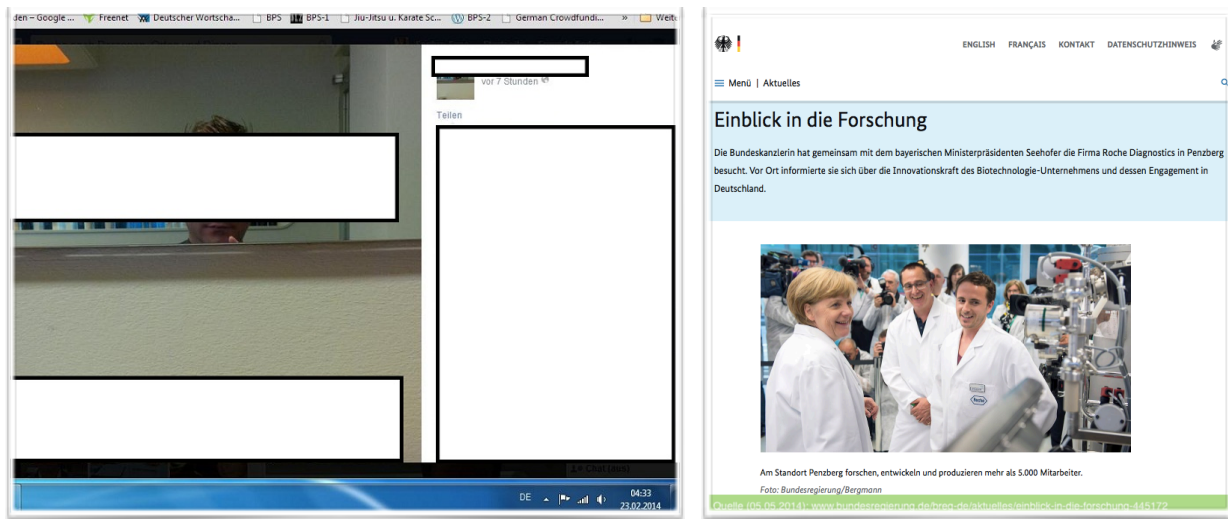 den – Google ... Freenet Deutscher Wortscha... BPS BPS-1 Jiu-Jitsu u. Karate Sc... BPS-2 German Crowdfundi... »
vor 7 Stunden
Teilen
Chat (aus)
DE 04:33
23.02.2014
ENGLISH FRANÇAIS KONTAKT DATENSCHUTZHINWEIS
Menü | Aktuelles
Einblick in die Forschung
Die Bundeskanzlerin hat gemeinsam mit dem bayerischen Ministerpräsidenten Seehofer die Firma Roche Diagnostics in Penzberg
besucht. Vor Ort informierte sie sich über die Innovationskraft des Biotechnologie-Unternehmens und dessen Engagement in
Deutschland.
Roche
Am Standort Penzberg forschen, entwickeln und produzieren mehr als 5.000 Mitarbeiter.
Foto: Bundesregierung/Bergmann
Quelle (05.05.2014): www.bundesregierung.de/breg-de/aktuelles/einblick-in-die-forschung-445172